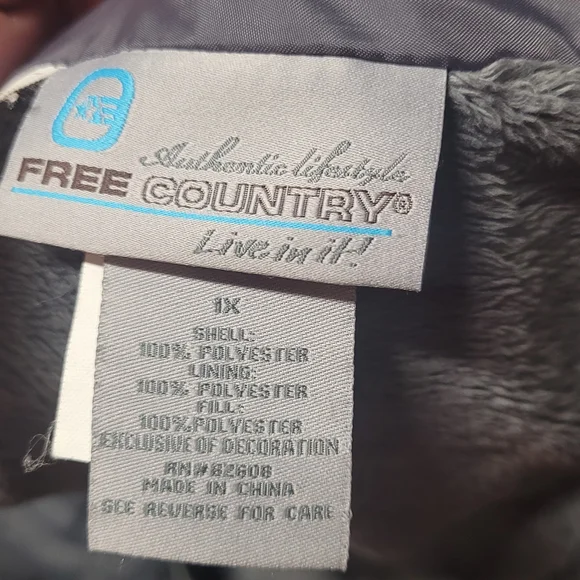 Authentic lifestyle
FREE COUNTRY®
Live in it!
1X
SHELL:
100% POLYESTER
LINING:
100% POLYESTER
FILL:
100% POLYESTER
EXCLUSIVE OF DECORATION
RN#82608
MADE IN CHINA
SEE REVERSE FOR CARE